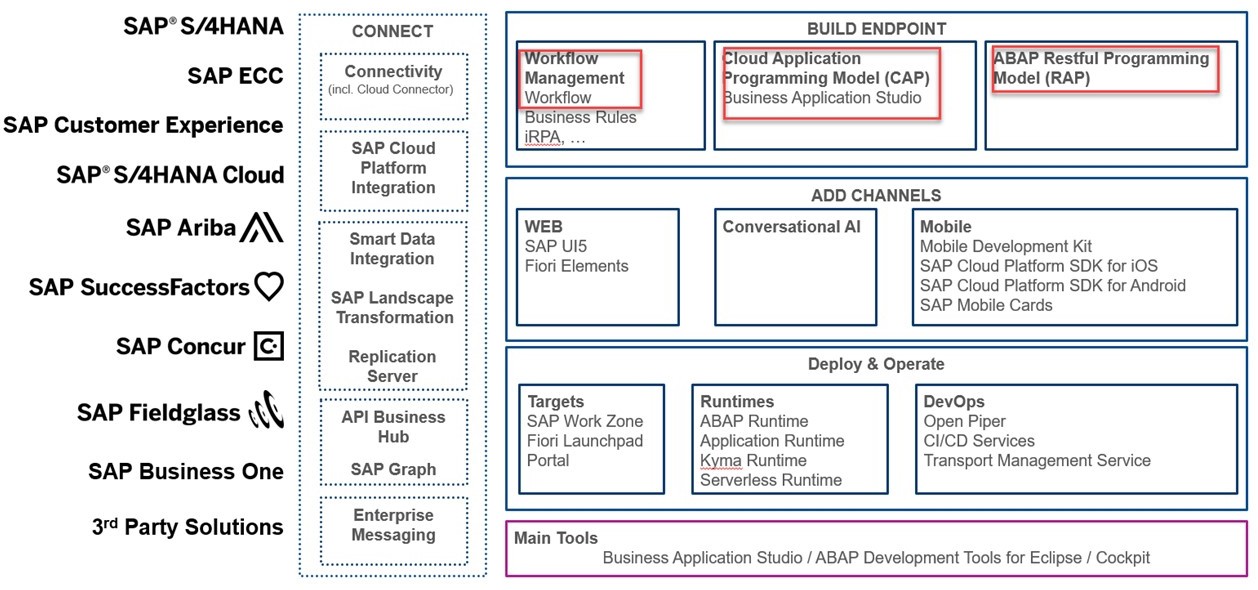 SAP® S/4HANA
SAP ECC
SAP Customer Experience
SAP® S/4HANA Cloud
SAP Ariba
SAP SuccessFactors
SAP Concur
SAP Fieldglass
SAP Business One
3rd Party Solutions
CONNECT
Connectivity
(incl. Cloud Connector)
SAP Cloud
Platform
Integration
Smart Data
Integration
SAP Landscape
Transformation
Replication
Server
API Business
Hub
SAP Graph
Enterprise
Messaging
BUILD ENDPOINT
Workflow
Management
Workflow
Business Rules
iRPA, …
Cloud Application
Programming Model (CAP)
Business Application Studio
ABAP Restful Programming
Model (RAP)
ADD CHANNELS
WEB
SAP UI5
Fiori Elements
Conversational AI
Mobile
Mobile Development Kit
SAP Cloud Platform SDK for iOS
SAP Cloud Platform SDK for Android
SAP Mobile Cards
Deploy & Operate
Targets
SAP Work Zone
Fiori Launchpad
Portal
Runtimes
ABAP Runtime
Application Runtime
Kyma Runtime
Serverless Runtime
DevOps
Open Piper
CI/CD Services
Transport Management Service
Main Tools
Business Application Studio / ABAP Development Tools for Eclipse / Cockpit